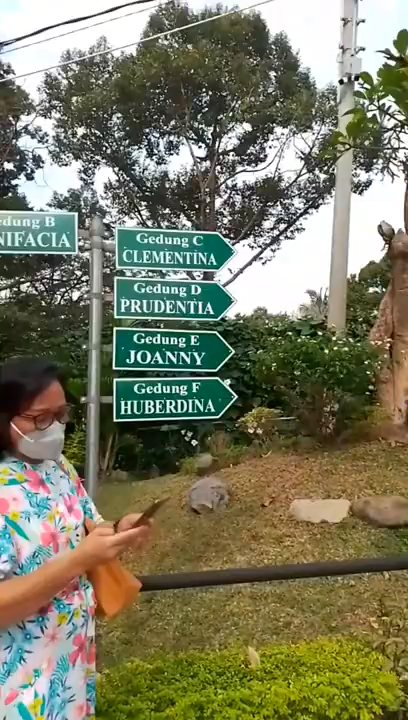 Gedung B
NIFACIA
Gedung C
CLEMENTINA
Gedung D
PRUDENTIA
Gedung E
JOANNY
Gedung F
HUBERDINA